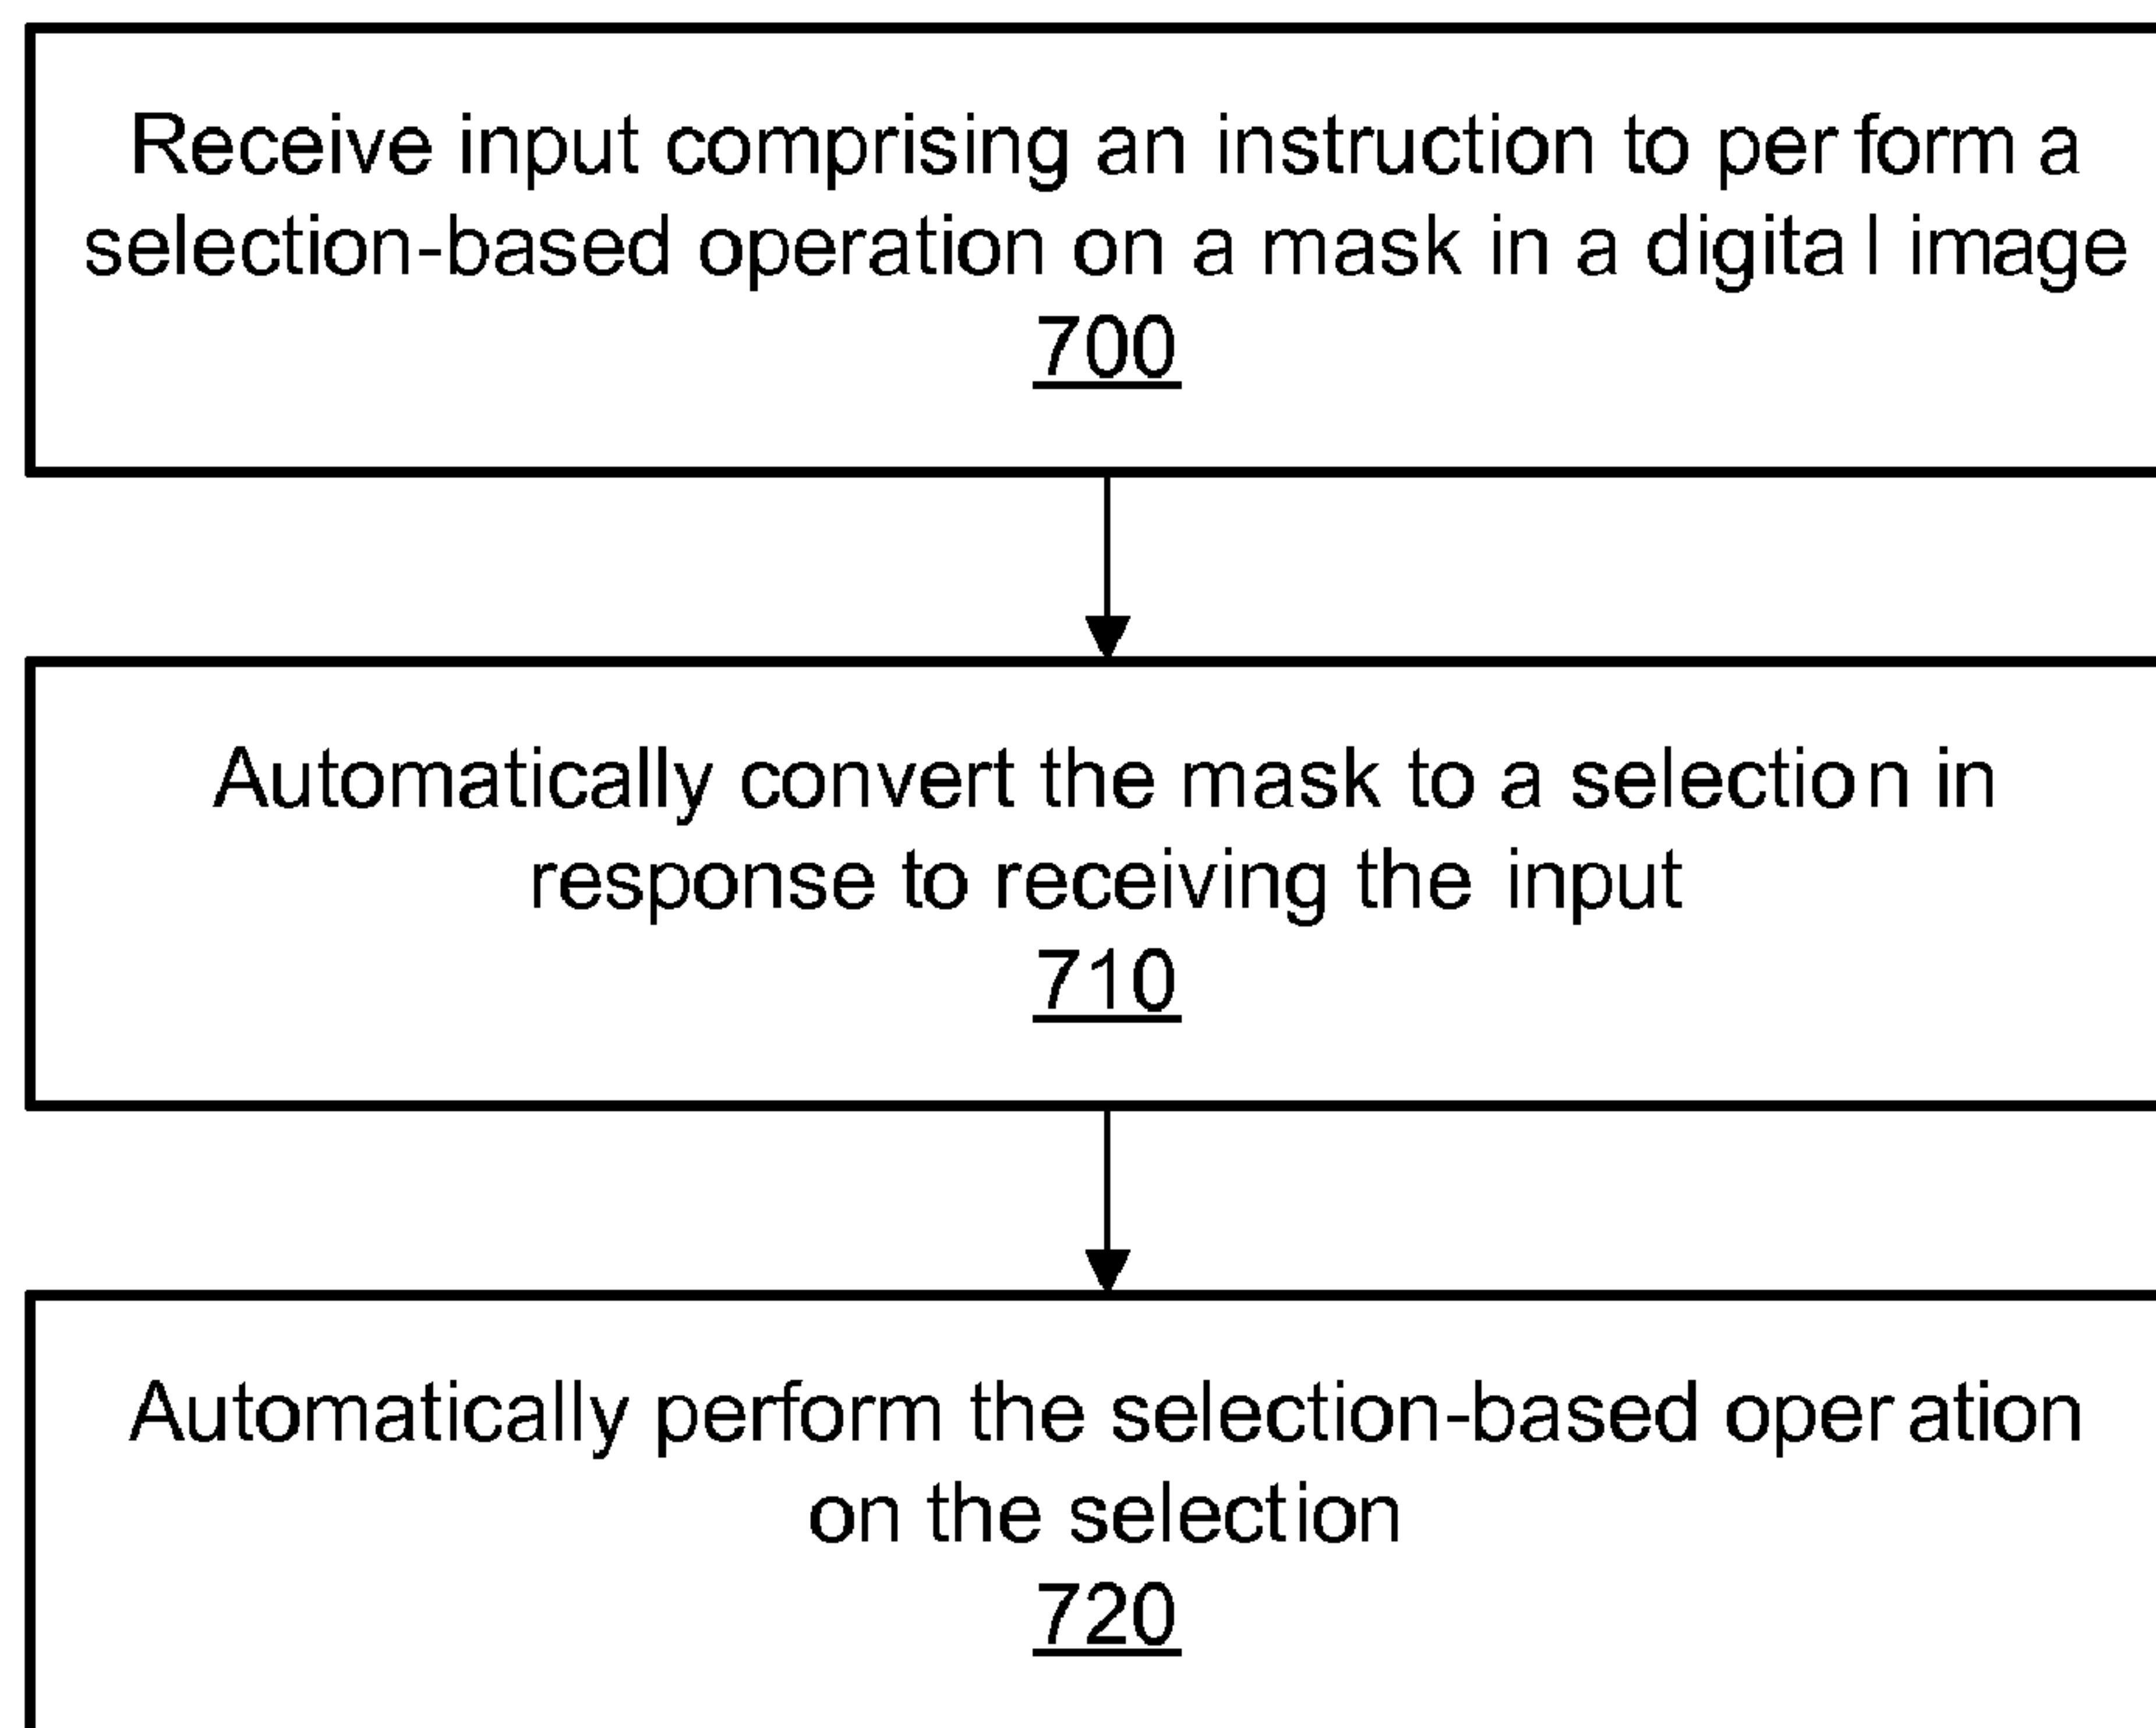 Receive input comprising an instruction to perform a
selection-based operation on a mask in a digital image
700
Automatically convert the mask to a selection in
response to receiving the input
710
Automatically perform the selection-based operation
on the selection
720